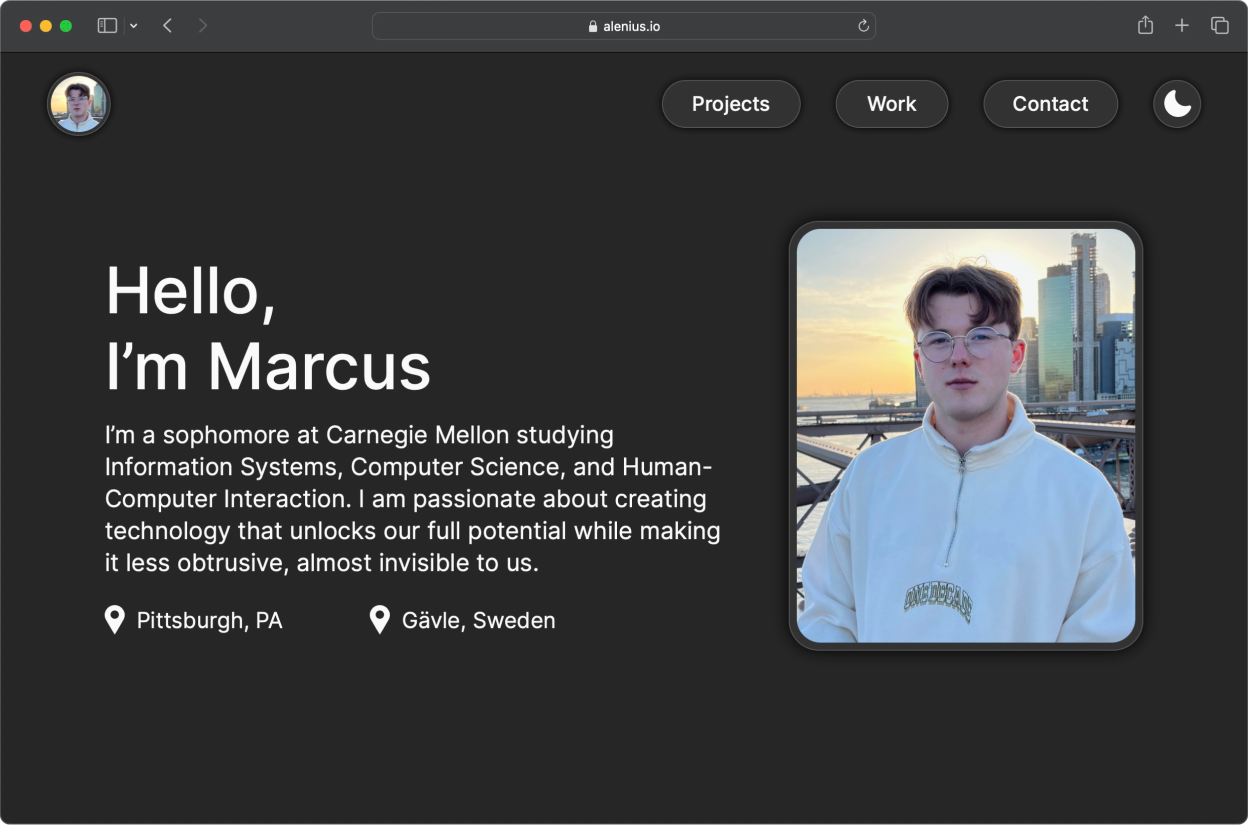 alenius.io
Projects
Work
Contact
Hello,
I’m Marcus
I’m a sophomore at Carnegie Mellon studying
Information Systems, Computer Science, and Human-
Computer Interaction. I am passionate about creating
technology that unlocks our full potential while making
it less obtrusive, almost invisible to us.
Pittsburgh, PA
Gävle, Sweden
ONE DECADE